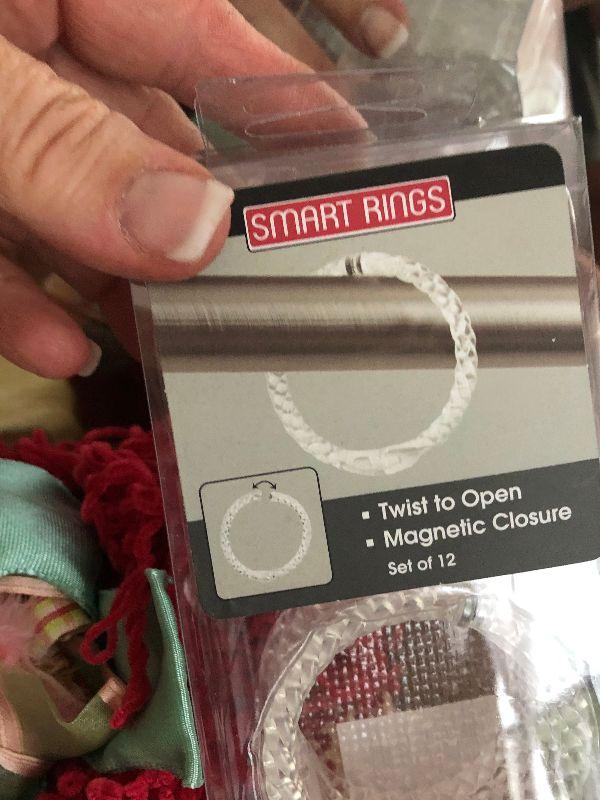 SMART RINGS
▪ Twist to Open
▪ Magnetic Closure
Set of 12